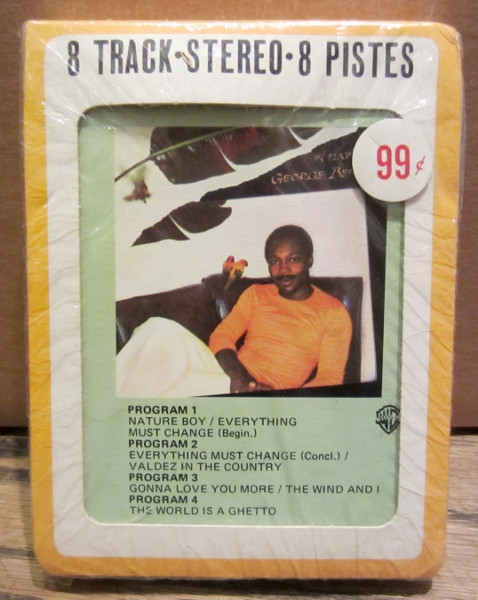 8 TRACK•STEREO•8 PISTES
99¢
PROGRAM 1
NATURE BOY / EVERYTHING
MUST CHANGE (Begin.)
PROGRAM 2
EVERYTHING MUST CHANGE (Concl.) /
VALDEZ IN THE COUNTRY
PROGRAM 3
GONNA LOVE YOU MORE / THE WIND AND I
PROGRAM 4
THE WORLD IS A GHETTO
IN
GEORGE